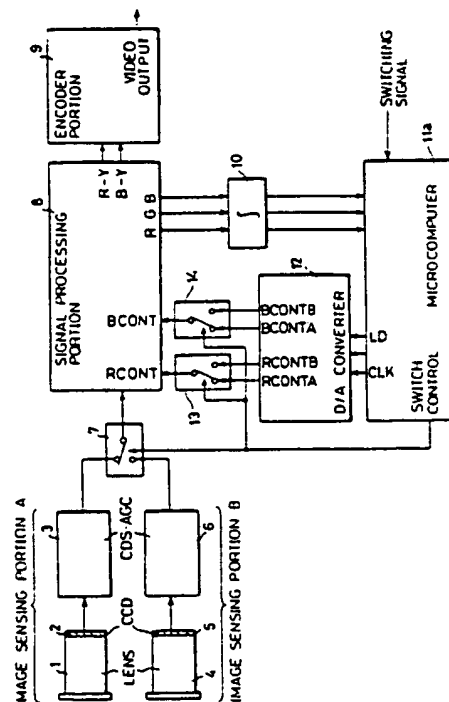 IMAGE SENSING PORTION A
1
2
3
LENS
CCD
CDS·AGC
4
5
6
IMAGE SENSING PORTION B
7
8
SIGNAL PROCESSING
PORTION
RCONT
BCONT
R G B
R-Y
B-Y
9
ENCODER
PORTION
VIDEO
OUTPUT
13
14
10
∫
RCONTA
RCONTB
BCONTA
BCONTB
12
D/A CONVERTER
CLK
LD
SWITCH
CONTROL
MICROCOMPUTER
11a
SWITCHING
SIGNAL